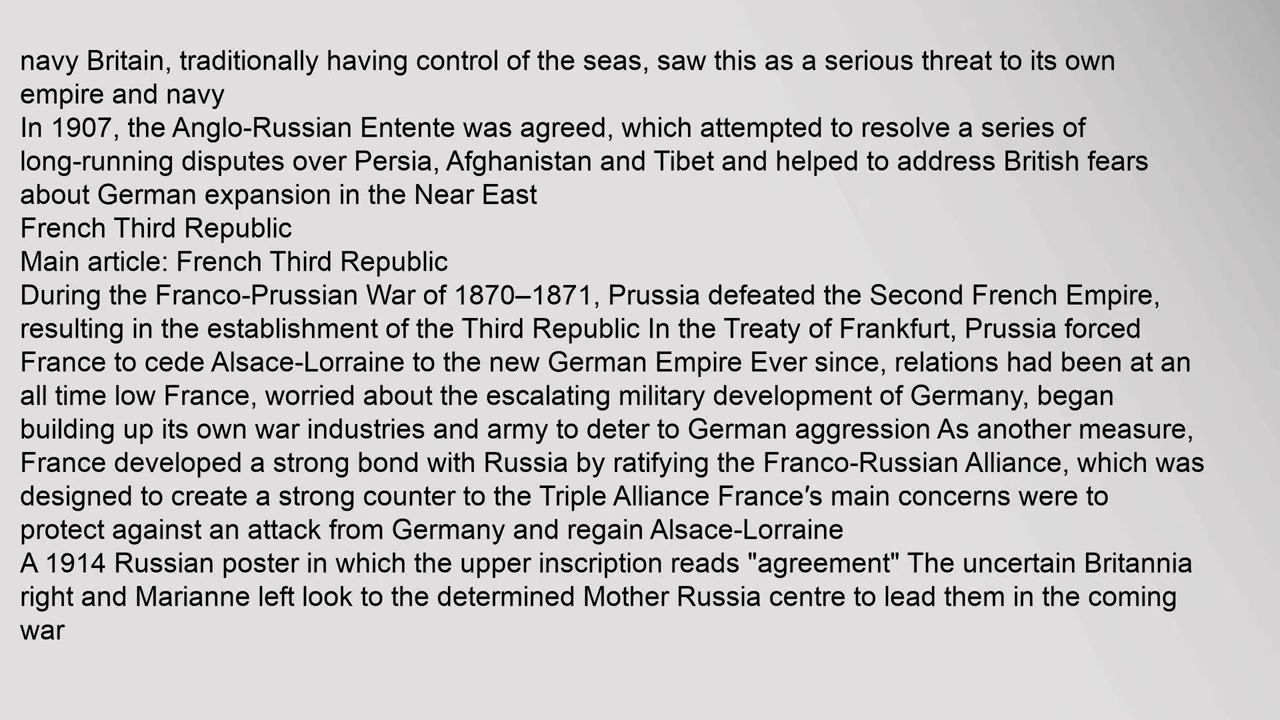 navy Britain, traditionally having control of the seas, saw this as a serious threat to its own
empire and navy
In 1907, the Anglo-Russian Entente was agreed, which attempted to resolve a series of
long-running disputes over Persia, Afghanistan and Tibet and helped to address British fears
about German expansion in the Near East
French Third Republic
Main article: French Third Republic
During the Franco-Prussian War of 1870–1871, Prussia defeated the Second French Empire,
resulting in the establishment of the Third Republic In the Treaty of Frankfurt, Prussia forced
France to cede Alsace-Lorraine to the new German Empire Ever since, relations had been at an
all time low France, worried about the escalating military development of Germany, began
building up its own war industries and army to deter to German aggression As another measure,
France developed a strong bond with Russia by ratifying the Franco-Russian Alliance, which was
designed to create a strong counter to the Triple Alliance France′s main concerns were to
protect against an attack from Germany and regain Alsace-Lorraine
A 1914 Russian poster in which the upper inscription reads "agreement" The uncertain Britannia
right and Marianne left look to the determined Mother Russia centre to lead them in the coming
war